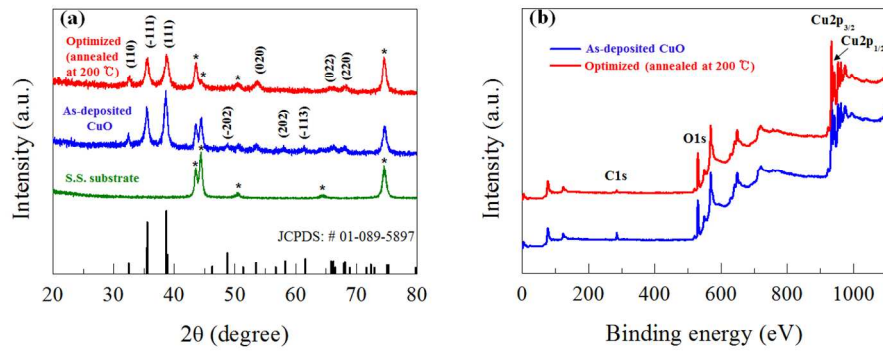 (a)
Intensity (a.u.)
Optimized
(annealed
at 200 ℃)
(110)
(-111)
(111)
*
*
*
(020)
(022)
(220)
*
As-deposited
CuO
(-202)
(202)
(-113)
S.S. substrate
*
*
*
*
*
JCPDS: # 01-089-5897
20 30 40 50 60 70 80
2θ (degree)
(b)
Intensity (a.u.)
As-deposited CuO
Optimized (annealed at 200 ℃)
Cu2p3/2
Cu2p1/2
O1s
C1s
0 200 400 600 800 1000
Binding energy (eV)